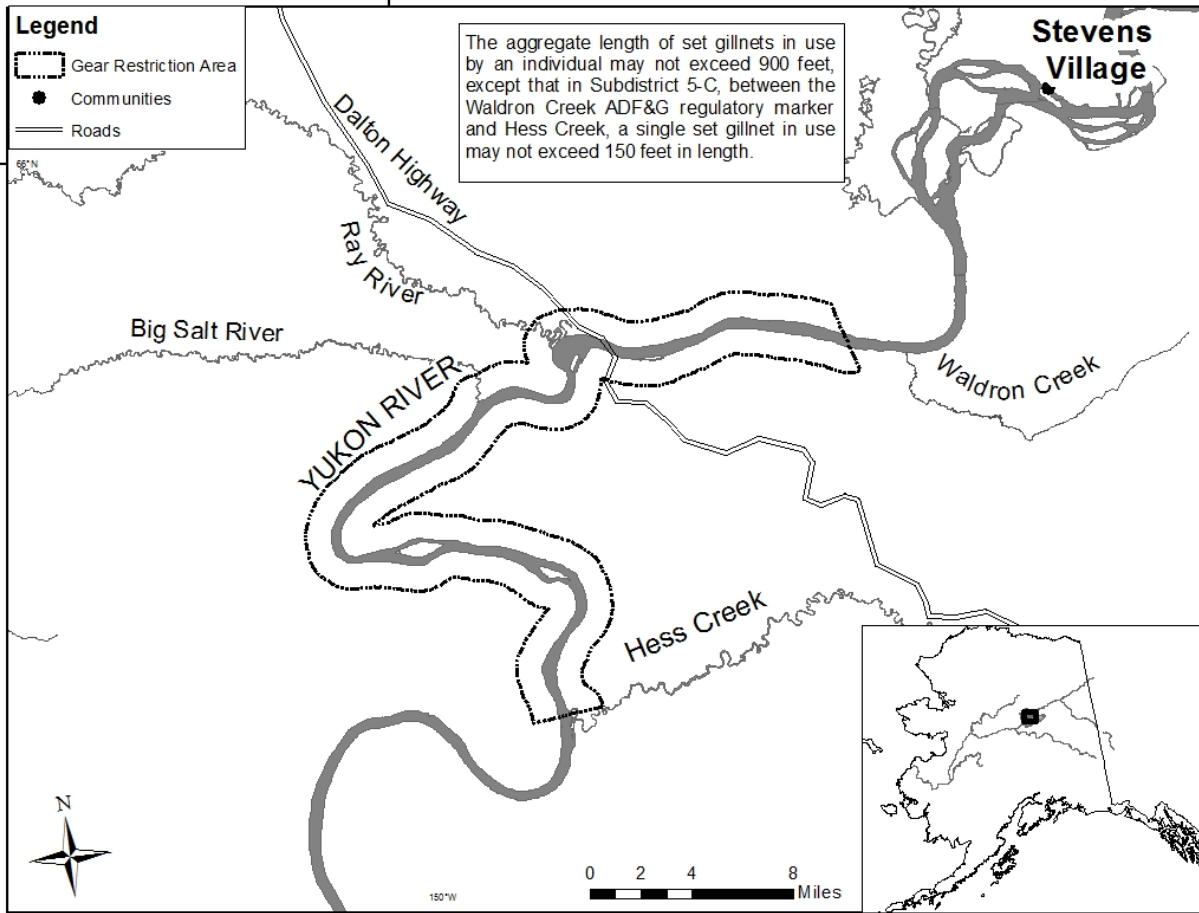 Legend
Gear Restriction Area
Communities
Roads
The aggregate length of set gillnets in use
by an individual may not exceed 900 feet,
except that in Subdistrict 5-C, between the
Waldron Creek ADF&G regulatory marker
and Hess Creek, a single set gillnet in use
may not exceed 150 feet in length.
Stevens
Village
66°N
Dalton Highway
Ray River
Big Salt River
YUKON RIVER
Waldron Creek
Hess Creek
N
150°W
0 2 4 8
Miles